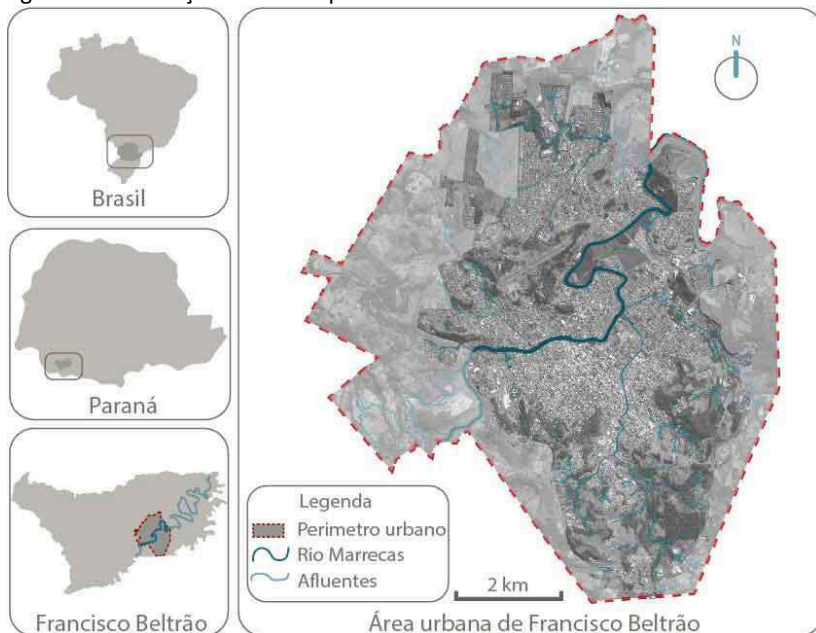 Brasil
Paraná
Francisco Beltrão
N
Legenda
Perimetro urbano
Rio Marrecas
Afluentes
2 km
Área urbana de Francisco Beltrão